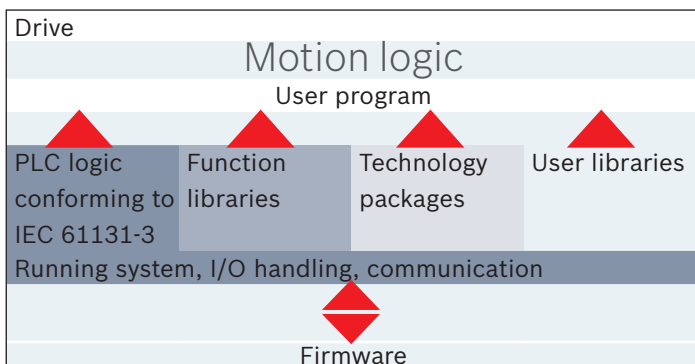 Drive
Motion logic
User program
PLC logic
conforming to
IEC 61131-3
Function
libraries
Technology
packages
User libraries
Running system, I/O handling, communication
Firmware